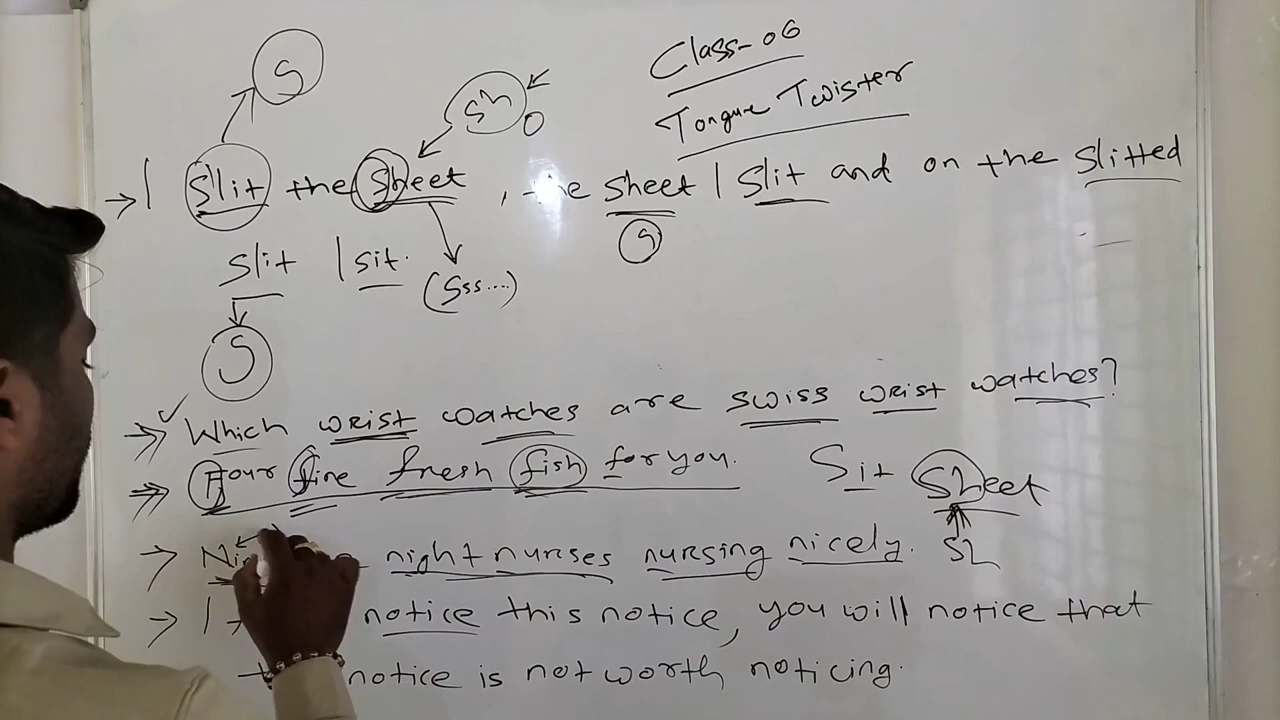 S
Sh
Class-06
Tongue Twister
I Slit the Sheet, sheet I Slit and on the Slitted
S
Slit I sit.
(Sss....)
S
Which wrist watches are swiss wrist watches?
Four fine fresh fish for you.
Sit Sheet
night nurses nursing nicely.
Sh
notice this notice, you will notice that
notice is not worth noticing.